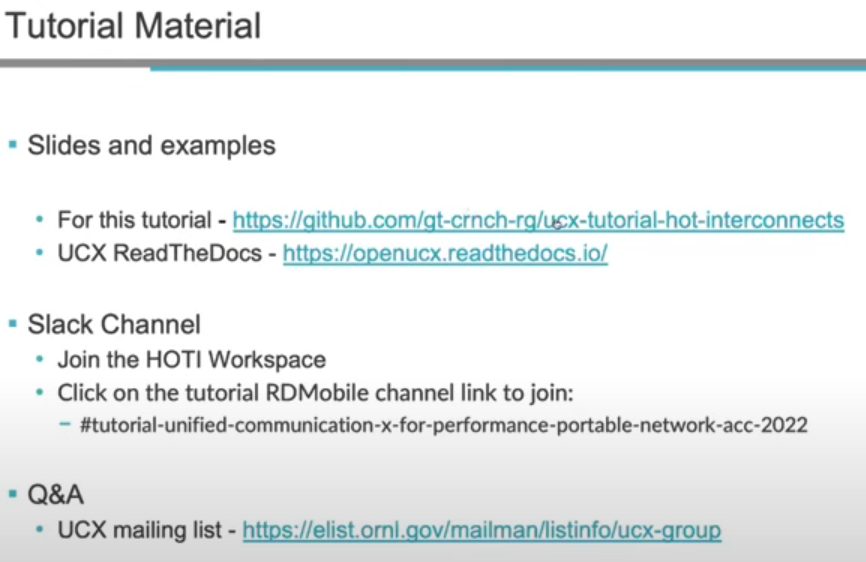 Tutorial Material
Slides and examples
For this tutorial - https://github.com/gt-crnch-rg/ucx-tutorial-hot-interconnects
UCX ReadTheDocs - https://openucx.readthedocs.io/
Slack Channel
Join the HOTI Workspace
Click on the tutorial RDMobile channel link to join:
– #tutorial-unified-communication-x-for-performance-portable-network-acc-2022
Q&A
UCX mailing list - https://elist.ornl.gov/mailman/listinfo/ucx-group